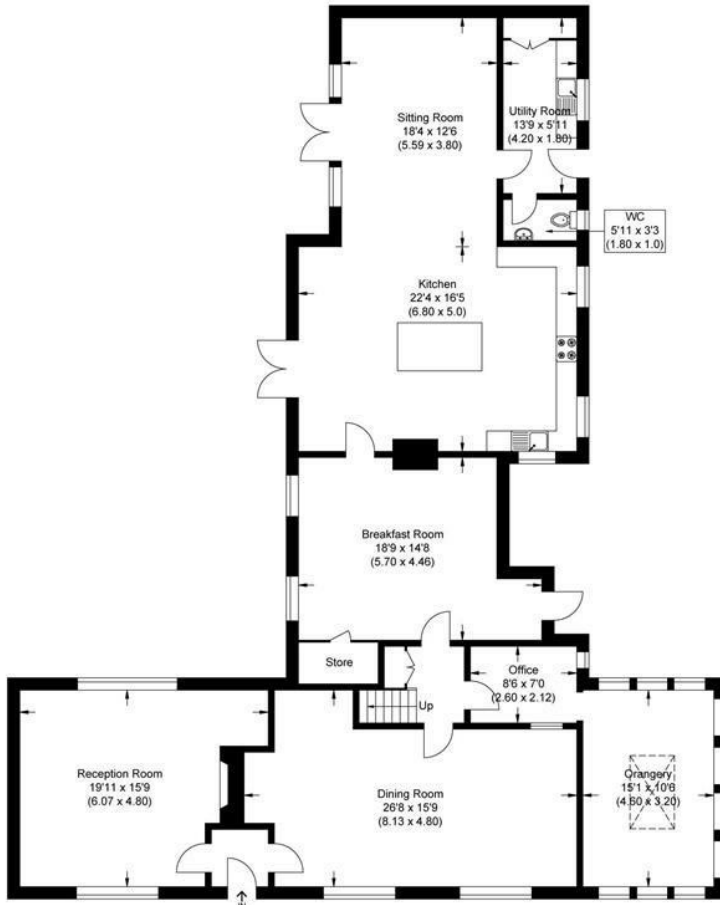 Sitting Room
18'4 x 12'6
(5.59 x 3.80)
Utility Room
13'9 x 5'11
(4.20 x 1.80)
WC
5'11 x 3'3
(1.80 x 1.0)
Kitchen
22'4 x 16'5
(6.80 x 5.0)
Breakfast Room
18'9 x 14'8
(5.70 x 4.46)
Store
Office
8'6 x 7'0
(2.60 x 2.12)
Up
Reception Room
19'11 x 15'9
(6.07 x 4.80)
Dining Room
26'8 x 15'9
(8.13 x 4.80)
Orangery
15'1 x 10'6
(4.60 x 3.20)